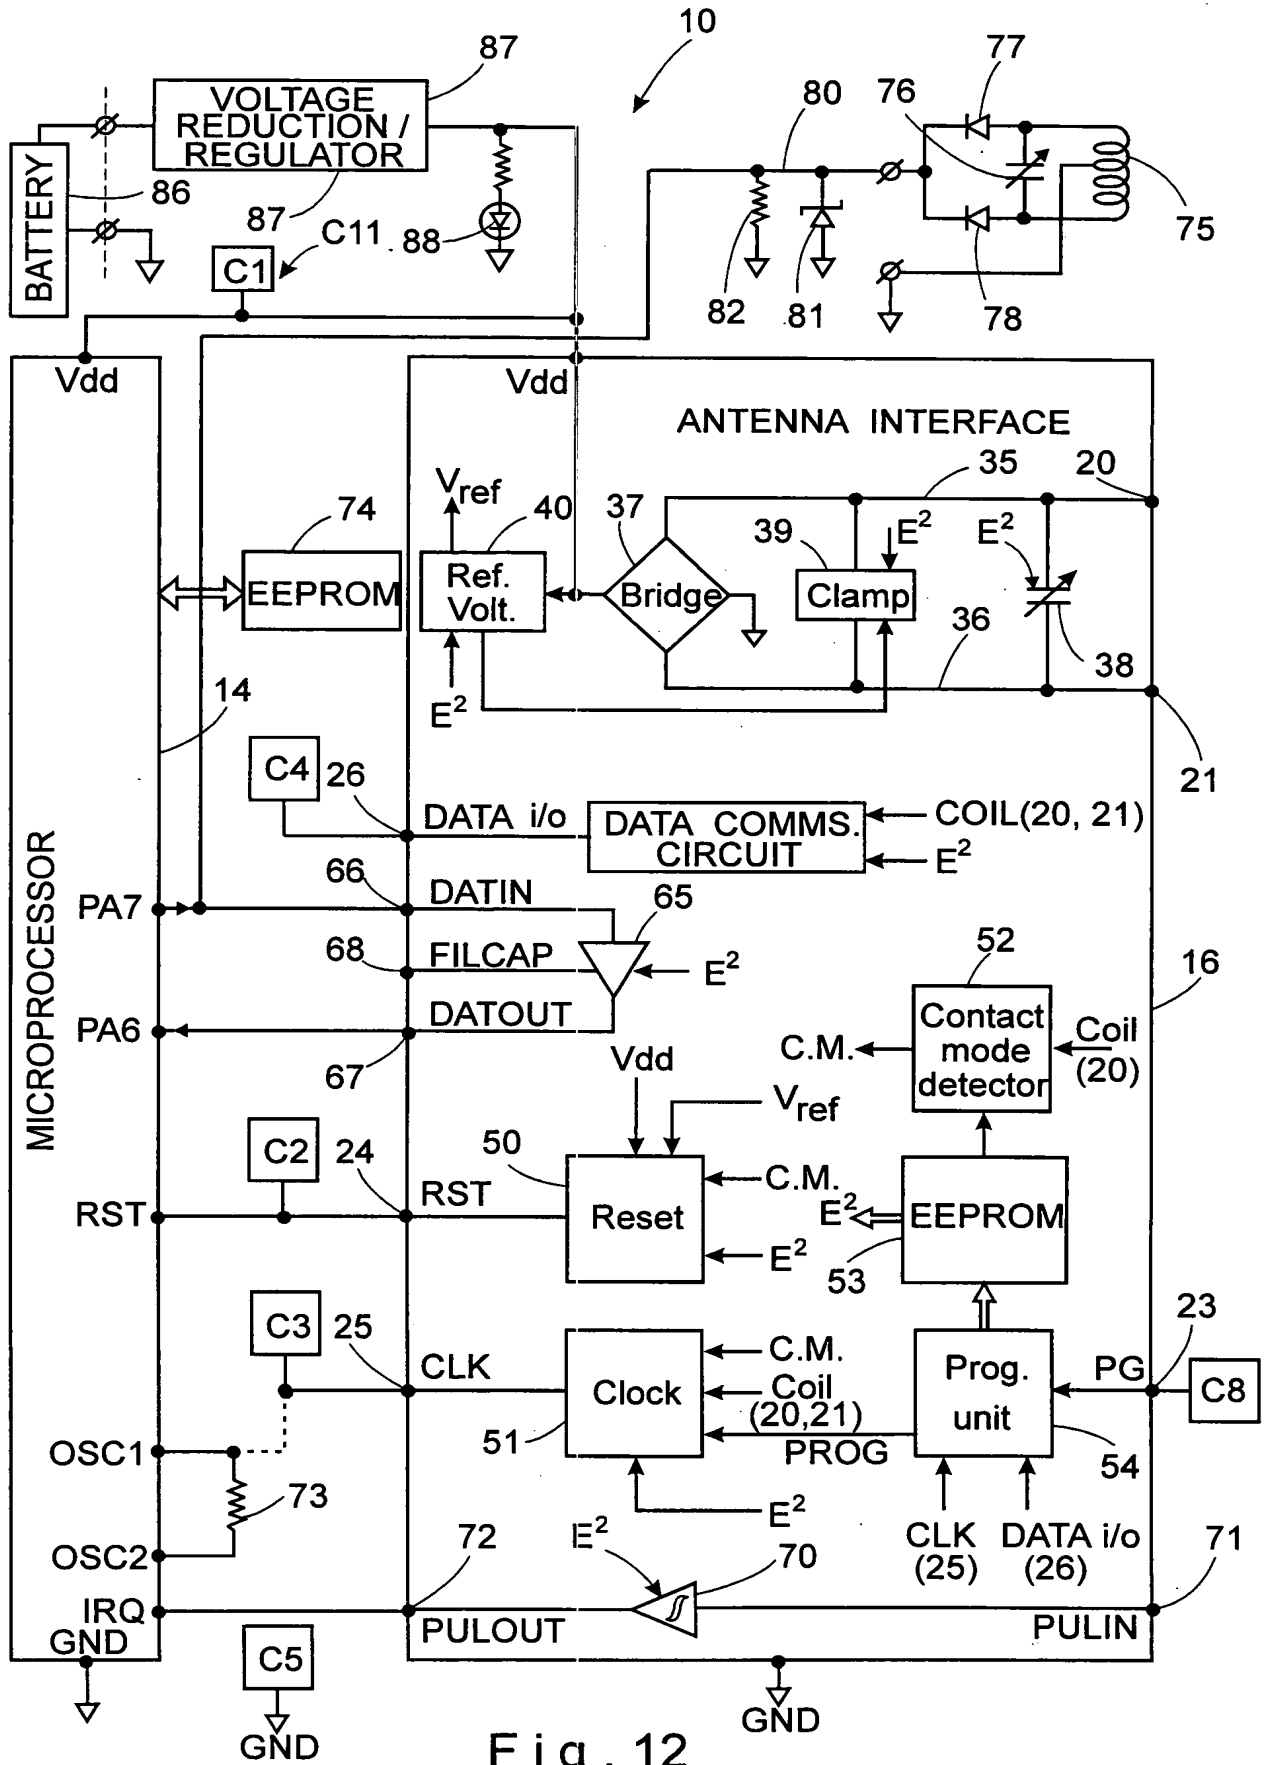 10
87
77
VOLTAGE
REDUCTION /
REGULATOR
80
76
BATTERY
86
87
C11
88
C1
82
81
78
75
Vdd
Vdd
ANTENNA INTERFACE
Vref
35
20
74
40
37
39
E²
E²
EEPROM
Ref.
Volt.
Bridge
Clamp
36
38
E²
14
21
C4
26
DATA i/o
DATA COMMS.
CIRCUIT
COIL(20, 21)
E²
MICROPROCESSOR
66
PA7
DATIN
65
68
FILCAP
E²
52
16
PA6
DATOUT
67
Contact
mode
detector
C.M.
Coil
(20)
Vdd
Vref
C2
24
50
RST
RST
Reset
C.M.
E²
E²
EEPROM
53
C3
25
23
CLK
Clock
C.M.
Coil
(20,21)
PROG
51
Prog.
unit
PG
C8
54
OSC1
73
OSC2
E²
CLK
(25)
DATA i/o
(26)
72
E²
70
71
IRQ
PULOUT
PULIN
GND
C5
GND
GND
Fig. 12